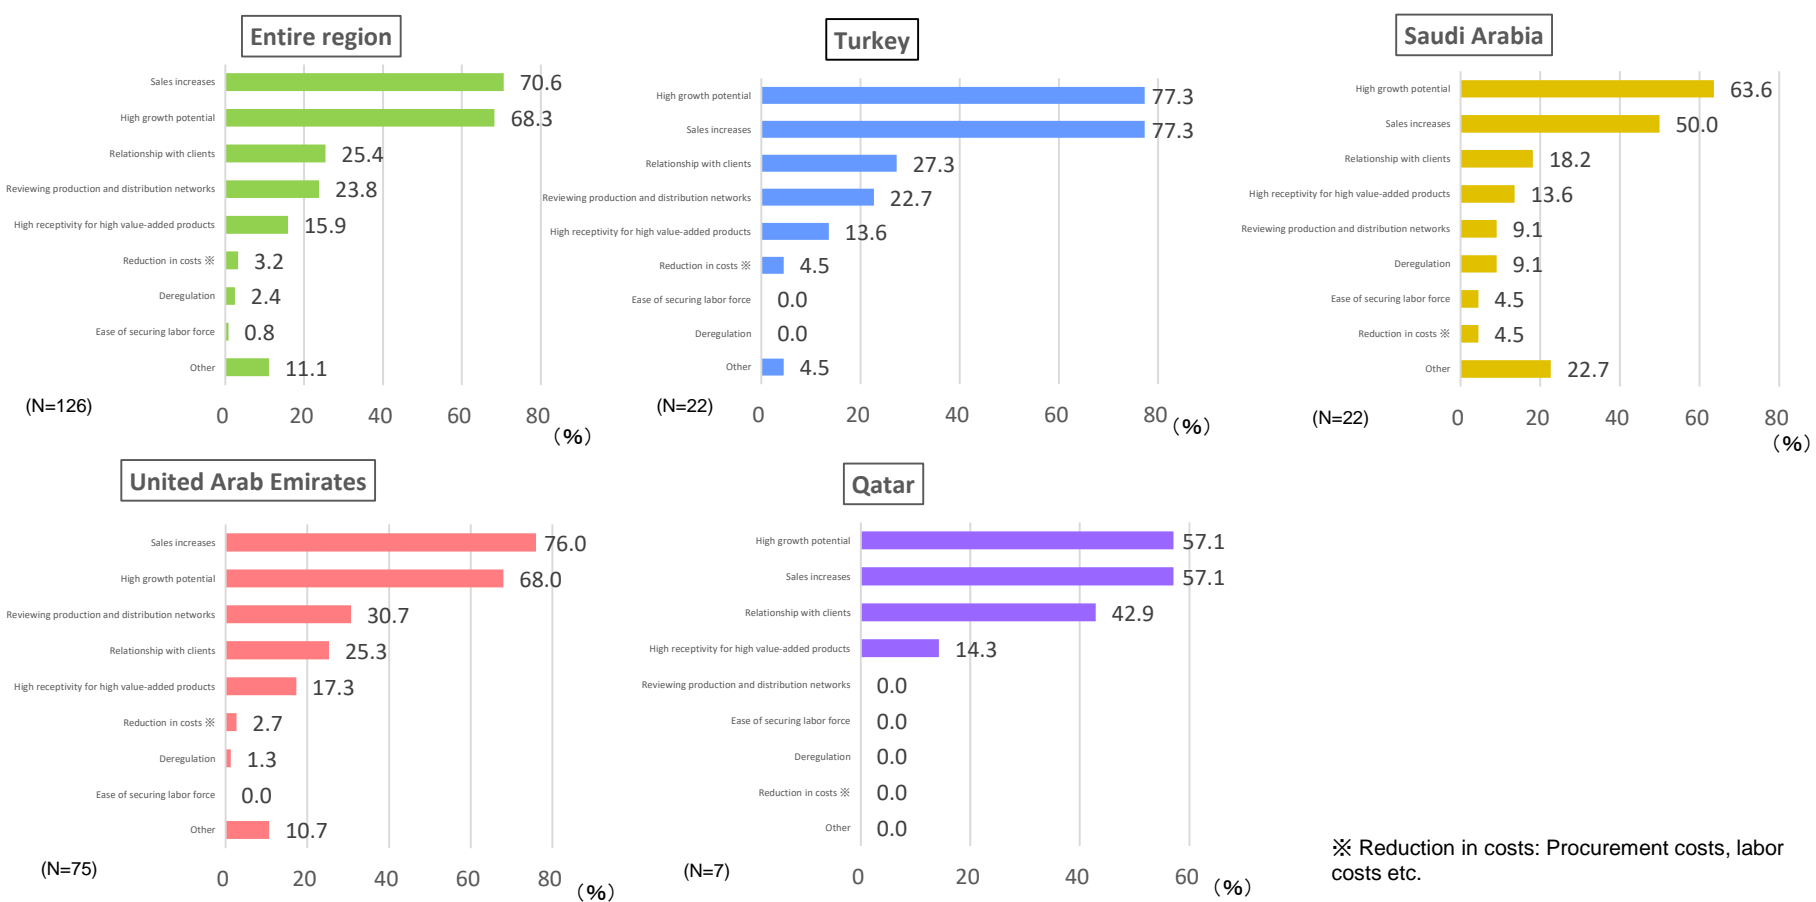 Entire region
Sales increases 70.6
High growth potential 68.3
Relationship with clients 25.4
Reviewing production and distribution networks 23.8
High receptivity for high value-added products 15.9
Reduction in costs ※ 3.2
Deregulation 2.4
Ease of securing labor force 0.8
Other 11.1
(N=126)
0 20 40 60 80
（%）
Turkey
High growth potential 77.3
Sales increases 77.3
Relationship with clients 27.3
Reviewing production and distribution networks 22.7
High receptivity for high value-added products 13.6
Reduction in costs ※ 4.5
Ease of securing labor force 0.0
Deregulation 0.0
Other 4.5
(N=22)
0 20 40 60 80
（%）
Saudi Arabia
High growth potential 63.6
Sales increases 50.0
Relationship with clients 18.2
High receptivity for high value-added products 13.6
Reviewing production and distribution networks 9.1
Deregulation 9.1
Ease of securing labor force 4.5
Reduction in costs ※ 4.5
Other 22.7
(N=22)
0 20 40 60 80
（%）
United Arab Emirates
Sales increases 76.0
High growth potential 68.0
Reviewing production and distribution networks 30.7
Relationship with clients 25.3
High receptivity for high value-added products 17.3
Reduction in costs ※ 2.7
Deregulation 1.3
Ease of securing labor force 0.0
Other 10.7
(N=75)
0 20 40 60 80
（%）
Qatar
High growth potential 57.1
Sales increases 57.1
Relationship with clients 42.9
High receptivity for high value-added products 14.3
Reviewing production and distribution networks 0.0
Ease of securing labor force 0.0
Deregulation 0.0
Reduction in costs ※ 0.0
Other 0.0
(N=7)
0 20 40 60
（%）
※ Reduction in costs: Procurement costs, labor
costs etc.